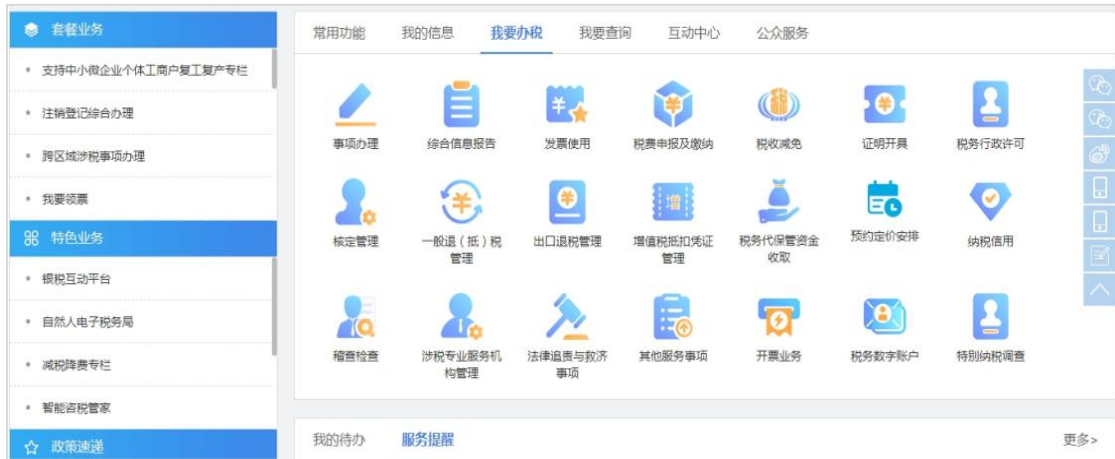 套餐业务
支持中小微企业个体工商户复工复产专栏
注销登记综合办理
跨区域涉税事项办理
我要领票
特色业务
银税互动平台
自然人电子税务局
减税降费专栏
智能咨税管家
政策速递
常用功能 我的信息 我要办税 我要查询 互动中心 公众服务
事项办理 综合信息报告 发票使用 税费申报及缴纳 税收减免 证明开具 税务行政许可
增
核定管理 一般退（抵）税 出口退税管理 增值税抵扣凭证 税务代保管资金 预约定价安排 纳税信用
管理 管理 收取
稽查检查 涉税专业服务机 法律追责与救济 其他服务事项 开票业务 税务数字账户 特别纳税调查
构管理 事项
我的待办 服务提醒 更多>